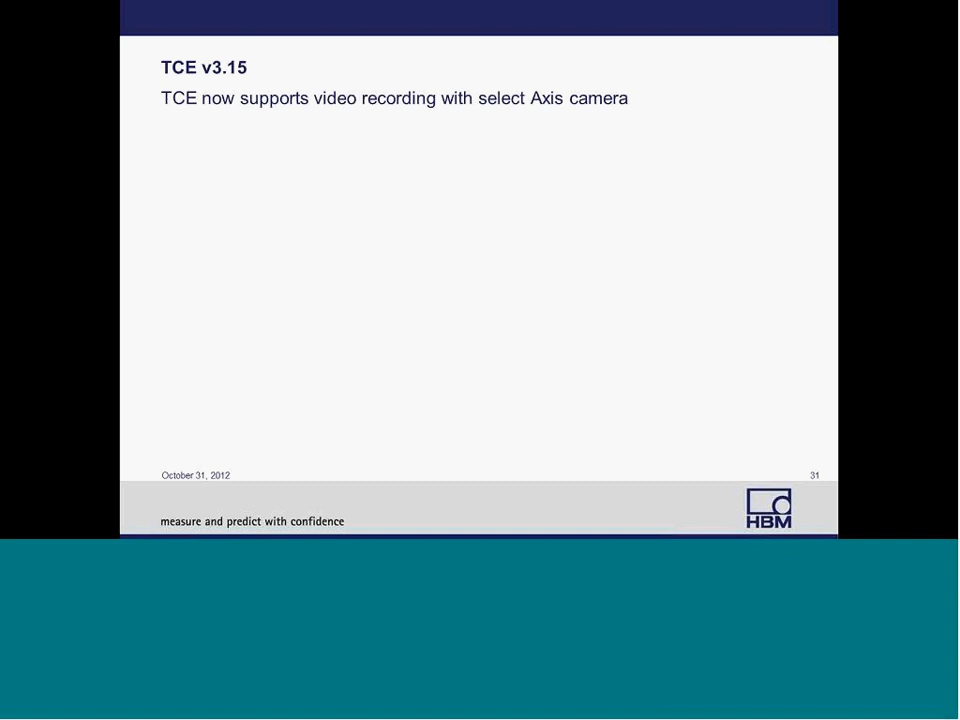 TCE v3.15
TCE now supports video recording with select Axis camera
October 31, 2012
31
measure and predict with confidence
HBM